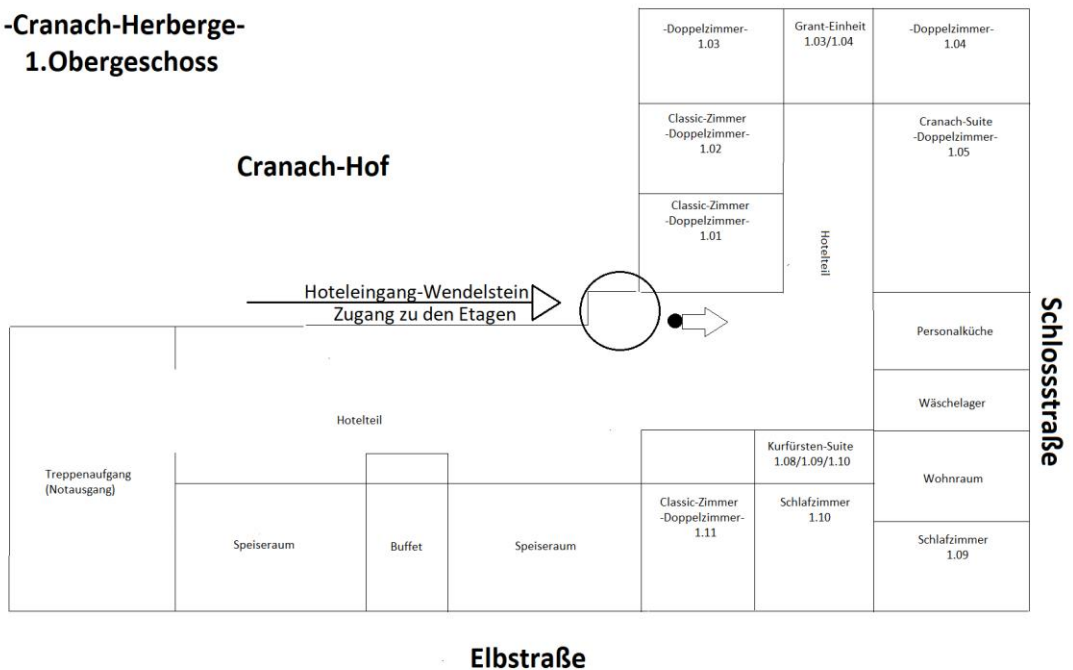 -Cranach-Herberge-
1.Obergeschoss
Cranach-Hof
-Doppelzimmer-
1.03
Grant-Einheit
1.03/1.04
-Doppelzimmer-
1.04
Classic-Zimmer
-Doppelzimmer-
1.02
Cranach-Suite
-Doppelzimmer-
1.05
Classic-Zimmer
-Doppelzimmer-
1.01
Hotelteil
Hoteleingang-Wendelstein
Zugang zu den Etagen
Personalküche
Schlossstraße
Wäschelager
Hotelteil
Kurfürsten-Suite
1.08/1.09/1.10
Treppenaufgang
(Notausgang)
Wohnraum
Classic-Zimmer
-Doppelzimmer-
1.11
Schlafzimmer
1.10
Speiseraum
Buffet
Speiseraum
Schlafzimmer
1.09
Elbstraße